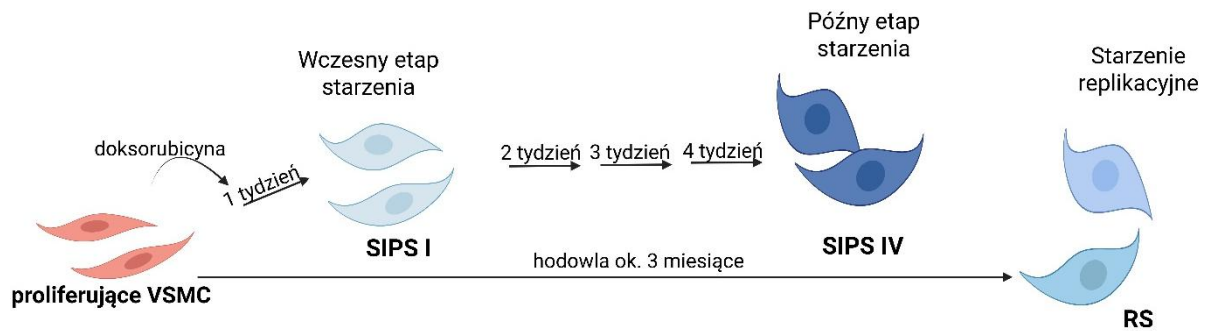 doksorubicyna
1 tydzień
proliferujące VSMC
Wczesny etap
starzenia
SIPS I
2 tydzień
3 tydzień
4 tydzień
Późny etap
starzenia
SIPS IV
hodowla ok. 3 miesiące
Starzenie
replikacyjne
RS